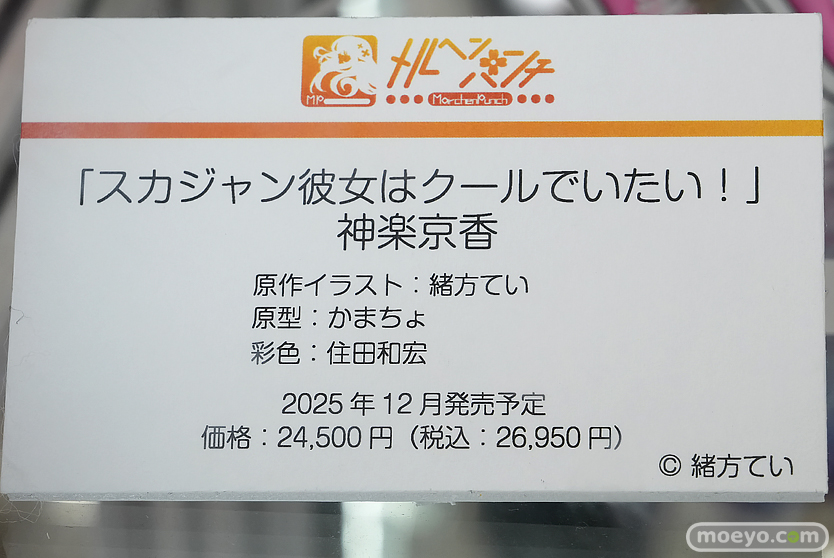 メルヘンパンチ
MP
MarchenPunch
「スカジャン彼女はクールでいたい！」
神楽京香
原作イラスト：緒方てい
原型：かまちょ
彩色：住田和宏
2025年12月発売予定
価格：24,500円（税込：26,950円）
© 緒方てい
moeyo.com